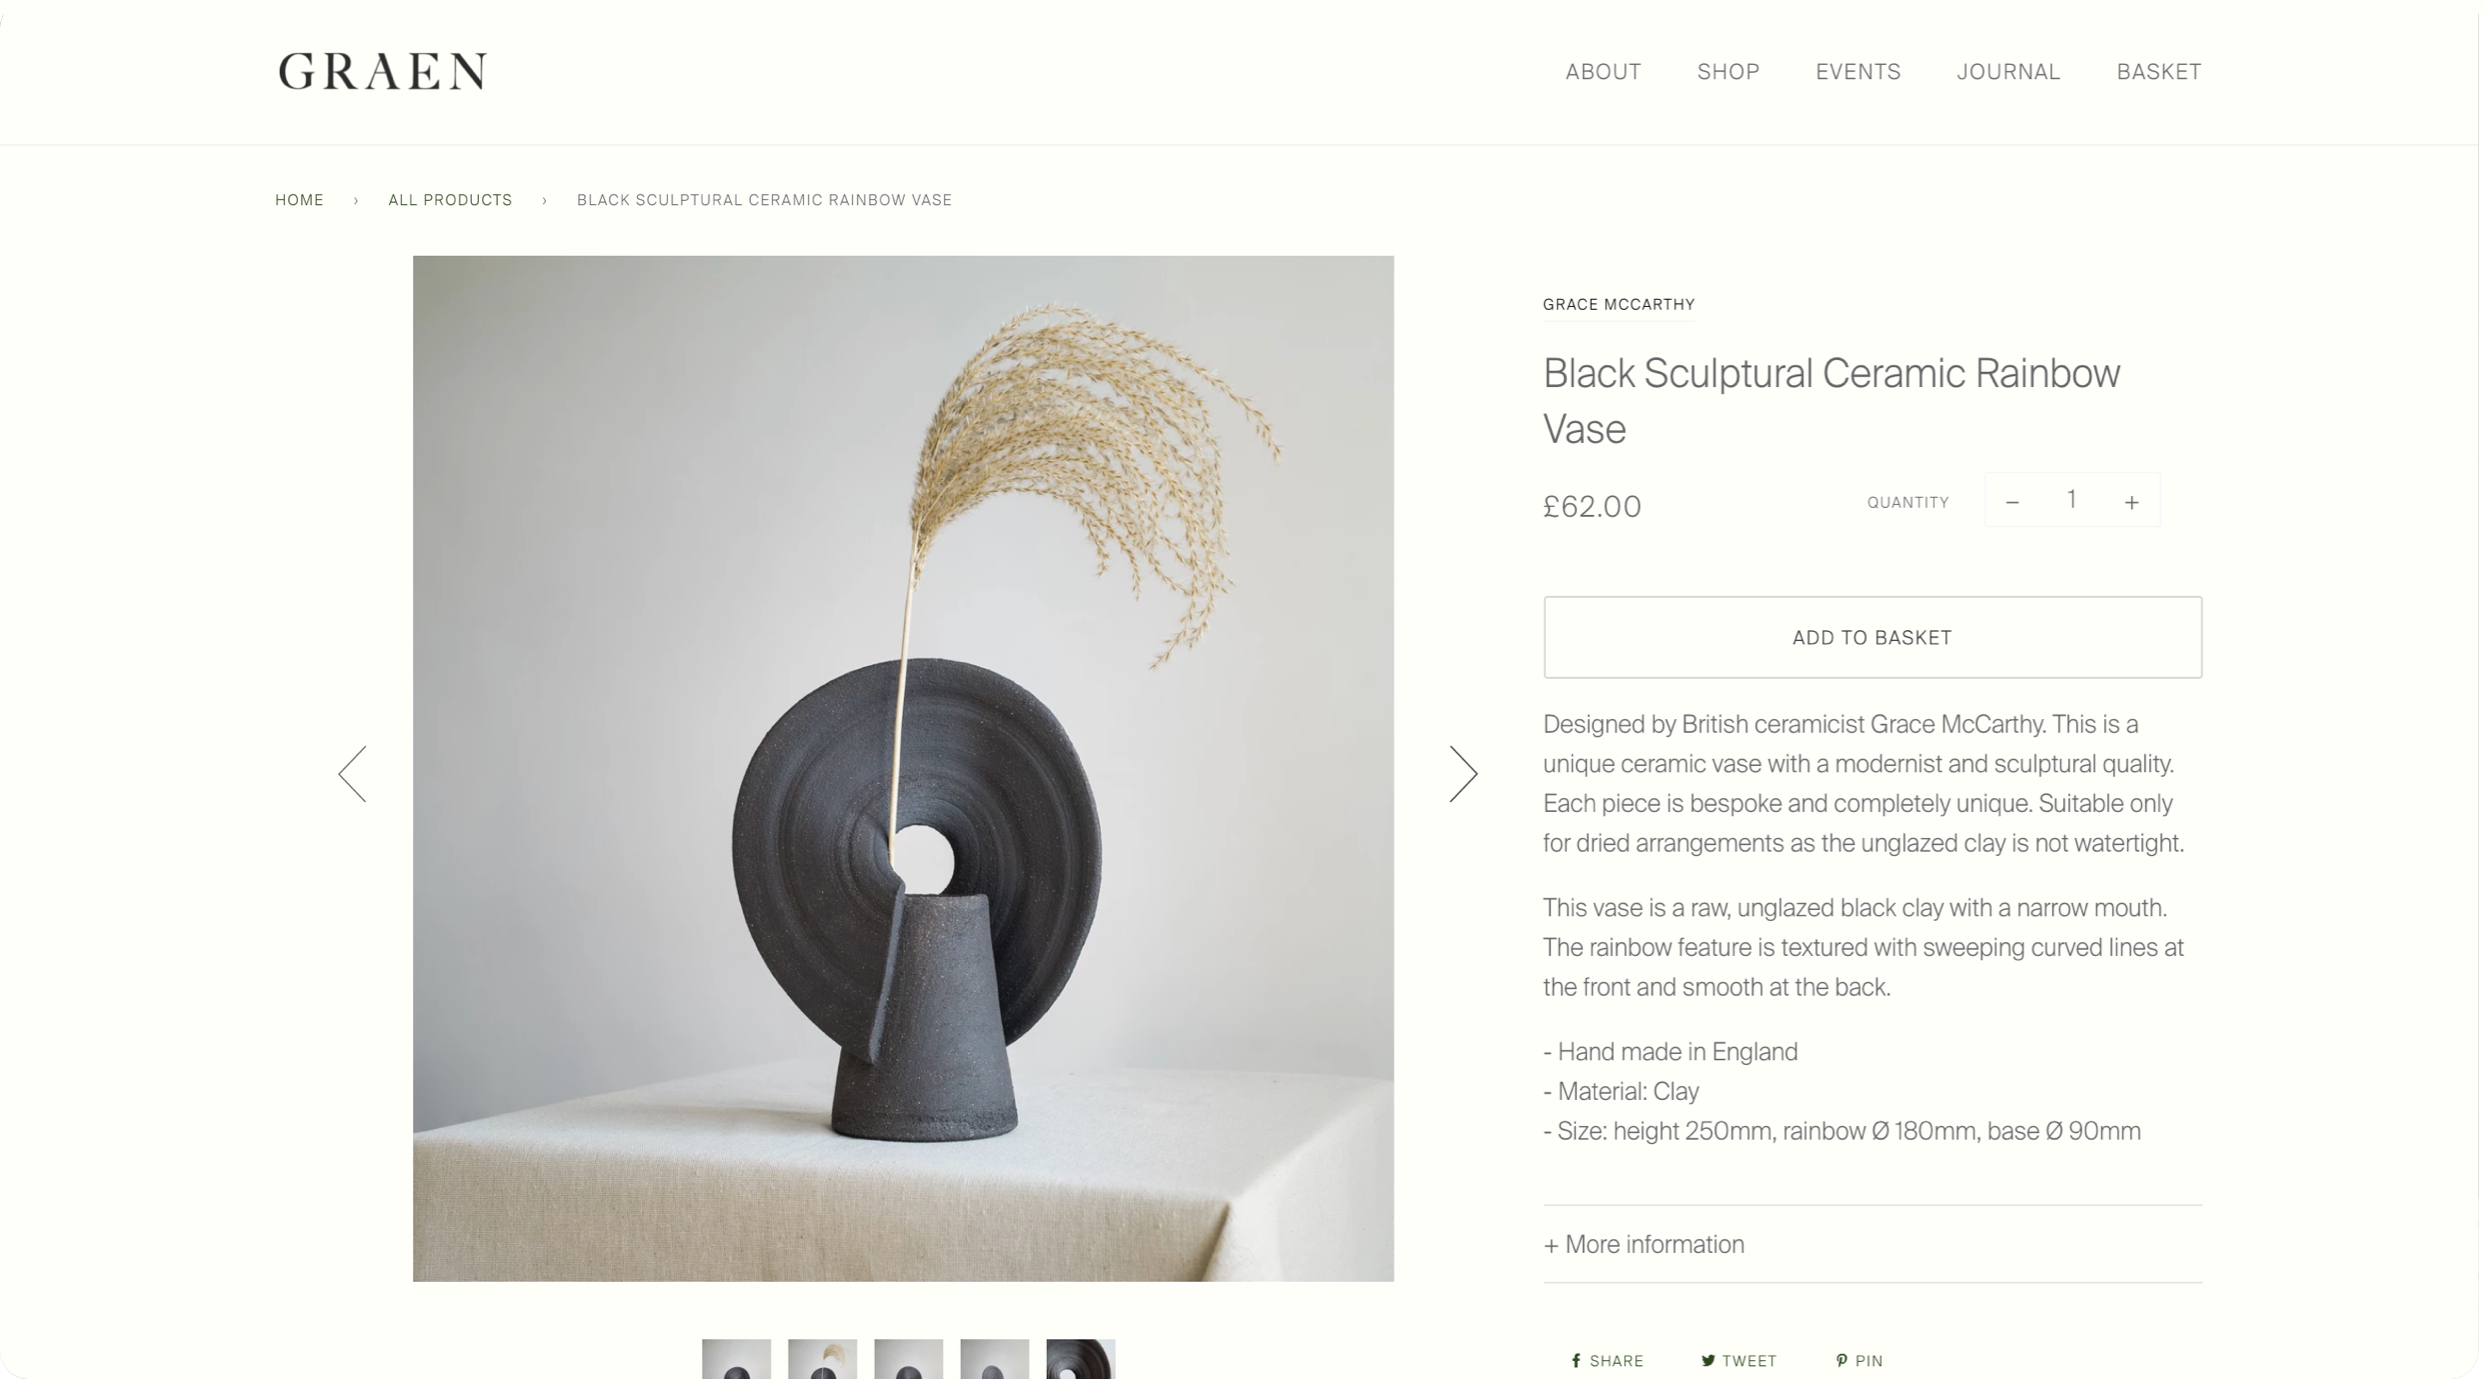 GRAEN
ABOUT SHOP EVENTS JOURNAL BASKET
HOME › ALL PRODUCTS › BLACK SCULPTURAL CERAMIC RAINBOW VASE
GRACE MCCARTHY
Black Sculptural Ceramic Rainbow
Vase
£62.00 QUANTITY − 1 +
ADD TO BASKET
Designed by British ceramicist Grace McCarthy. This is a
unique ceramic vase with a modernist and sculptural quality.
Each piece is bespoke and completely unique. Suitable only
for dried arrangements as the unglazed clay is not watertight.
This vase is a raw, unglazed black clay with a narrow mouth.
The rainbow feature is textured with sweeping curved lines at
the front and smooth at the back.
- Hand made in England
- Material: Clay
- Size: height 250mm, rainbow Ø 180mm, base Ø 90mm
+ More information
SHARE TWEET PIN